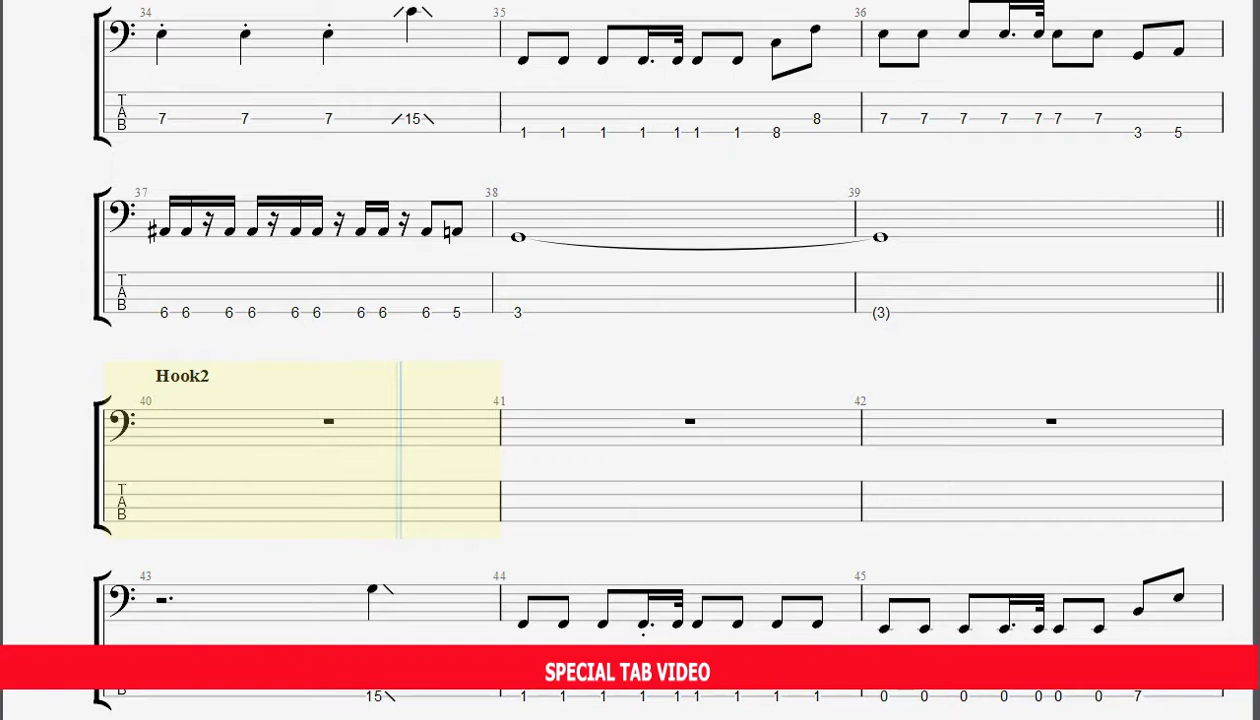 34 35 36
T
A
B
7 7 7 15 1 1 1 1 1 1 1 8 8 7 7 7 7 7 7 7 3 5
37 38 39
T
A
B
6 6 6 6 6 6 6 6 6 5 3 (3)
Hook2
40 41 42
T
A
B
43 44 45
SPECIAL TAB VIDEO
B
15 1 1 1 1 1 1 1 1 1 0 0 0 0 0 0 0 7